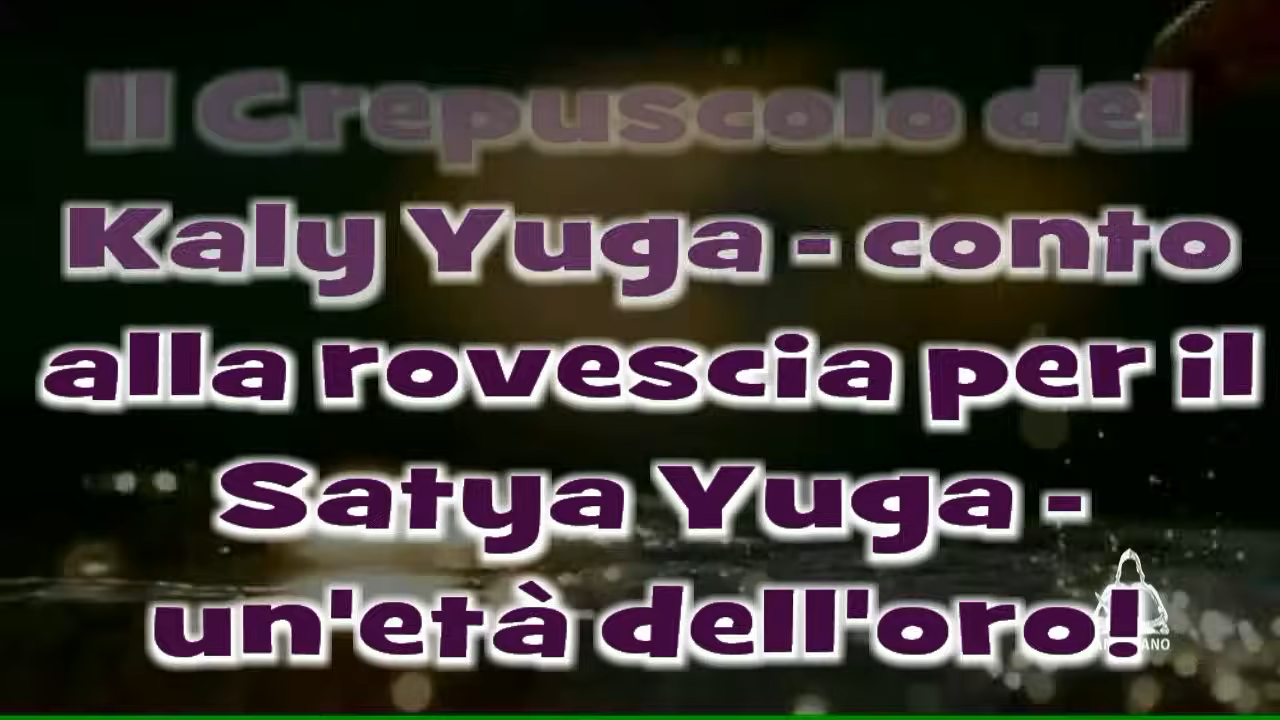 Il Crepuscolo del
Kaly Yuga - conto
alla rovescia per il
Satya Yuga -
un'età dell'oro!